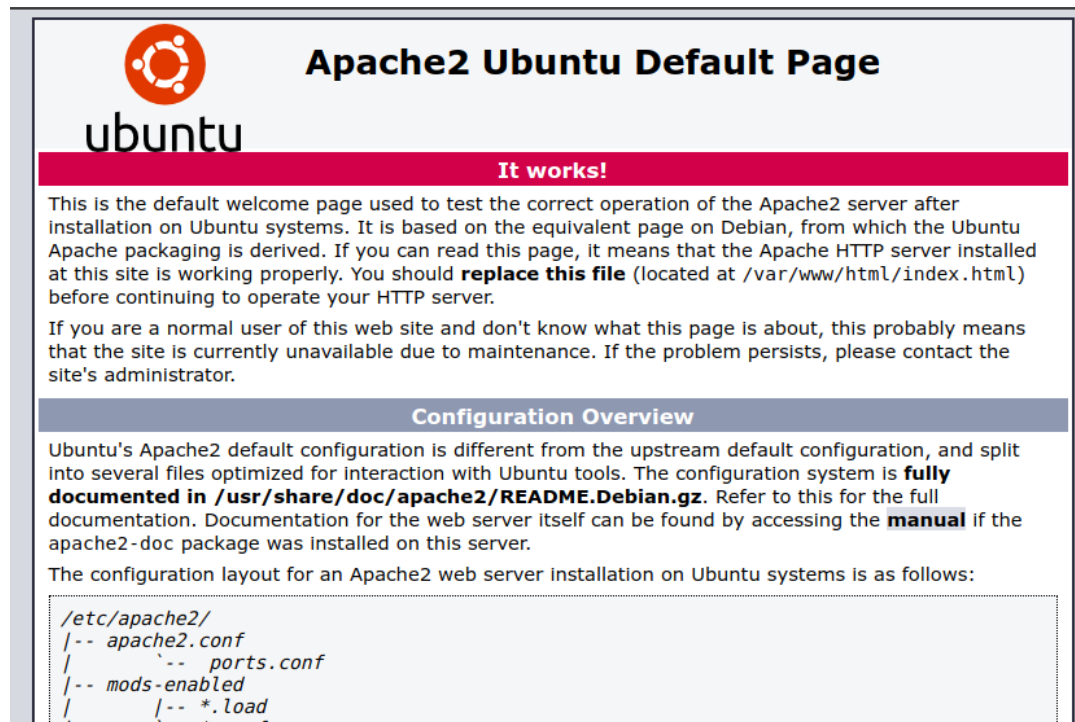 Apache2 Ubuntu Default Page
ubuntu
It works!
This is the default welcome page used to test the correct operation of the Apache2 server after
installation on Ubuntu systems. It is based on the equivalent page on Debian, from which the Ubuntu
Apache packaging is derived. If you can read this page, it means that the Apache HTTP server installed
at this site is working properly. You should replace this file (located at /var/www/html/index.html)
before continuing to operate your HTTP server.
If you are a normal user of this web site and don't know what this page is about, this probably means
that the site is currently unavailable due to maintenance. If the problem persists, please contact the
site's administrator.
Configuration Overview
Ubuntu's Apache2 default configuration is different from the upstream default configuration, and split
into several files optimized for interaction with Ubuntu tools. The configuration system is fully
documented in /usr/share/doc/apache2/README.Debian.gz. Refer to this for the full
documentation. Documentation for the web server itself can be found by accessing the manual if the
apache2-doc package was installed on this server.
The configuration layout for an Apache2 web server installation on Ubuntu systems is as follows:
/etc/apache2/
|-- apache2.conf
|       `--  ports.conf
|-- mods-enabled
|       |-- *.load